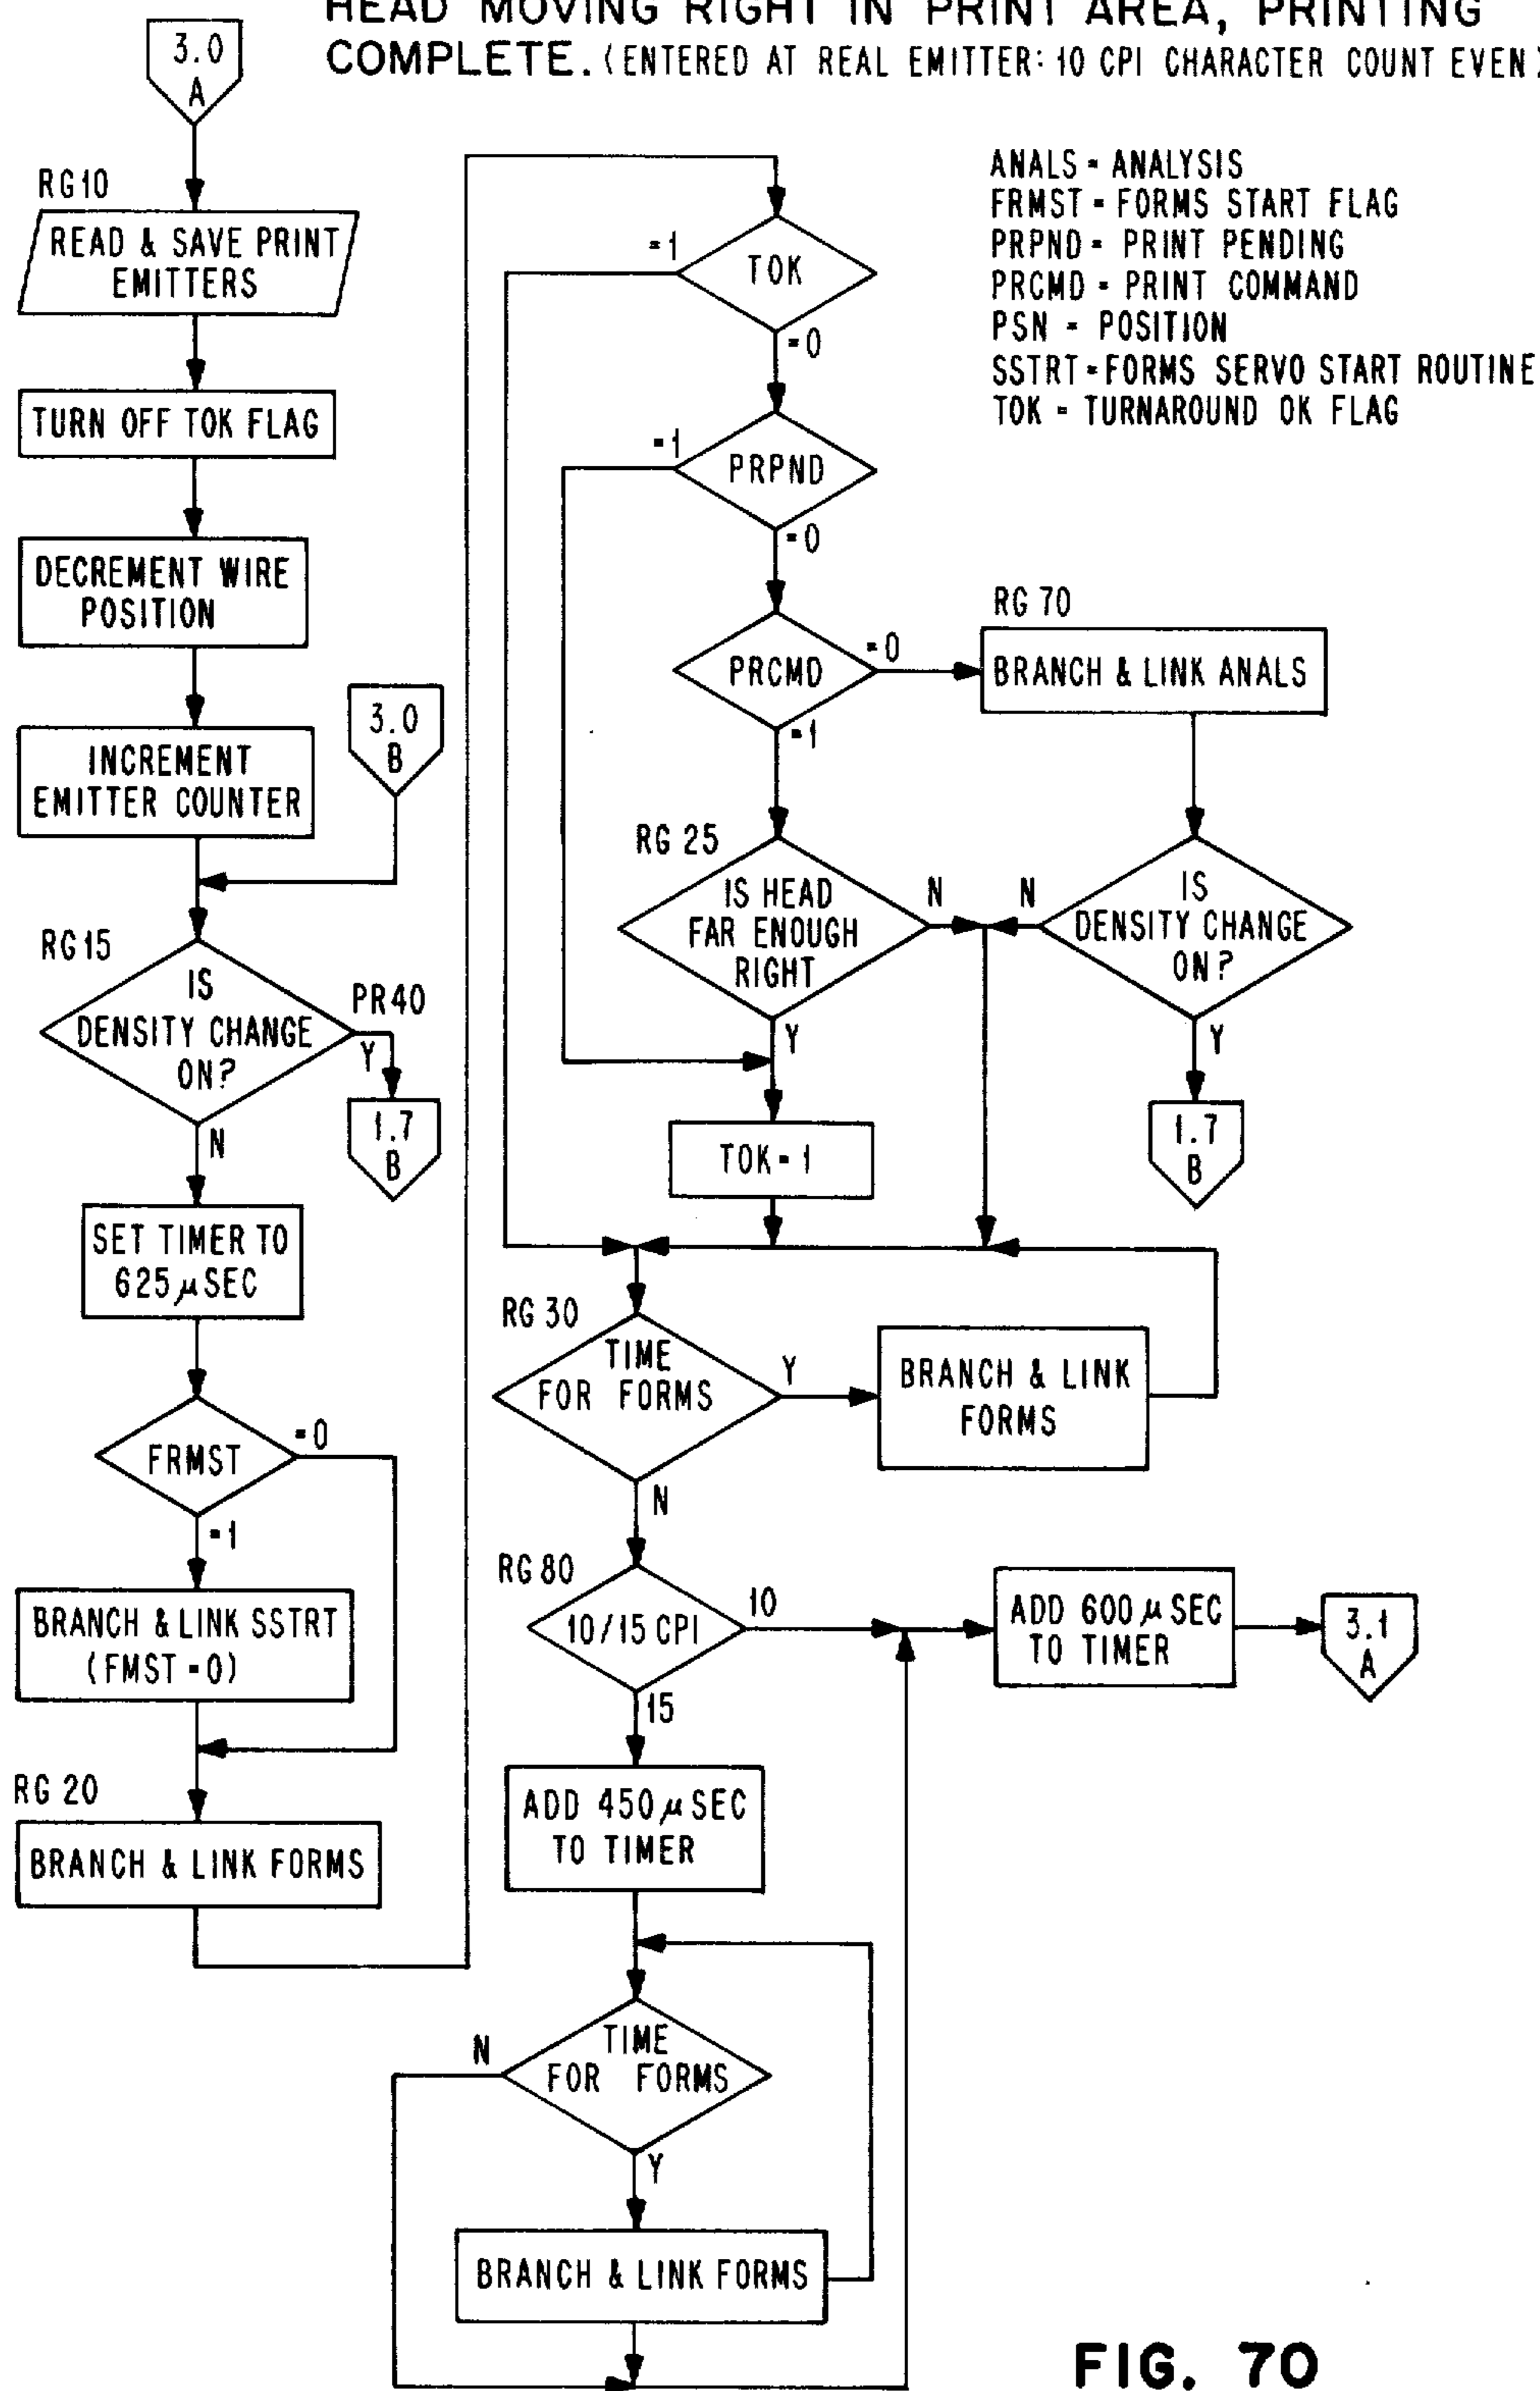 HEAD MOVING RIGHT IN PRINT AREA, PRINTING
COMPLETE. (ENTERED AT REAL EMITTER: 10 CPI CHARACTER COUNT EVEN)
3.0
A
RG10
READ & SAVE PRINT
EMITTERS
TURN OFF TOK FLAG
DECREMENT WIRE
POSITION
INCREMENT
EMITTER COUNTER
3.0
B
RG15
IS
DENSITY CHANGE
ON?
PR40
Y
1.7
B
N
SET TIMER TO
625 μSEC
FRMST
=0
=1
BRANCH & LINK SSTRT
(FMST=0)
RG 20
BRANCH & LINK FORMS
ANALS = ANALYSIS
FRMST = FORMS START FLAG
PRPND = PRINT PENDING
PRCMD = PRINT COMMAND
PSN = POSITION
SSTRT = FORMS SERVO START ROUTINE
TOK = TURNAROUND OK FLAG
=1
TOK
=0
=1
PRPND
=0
PRCMD
=0
=1
RG 70
BRANCH & LINK ANALS
RG 25
IS HEAD
FAR ENOUGH
RIGHT
N
Y
N
IS
DENSITY CHANGE
ON?
Y
1.7
B
TOK=1
RG 30
TIME
FOR FORMS
Y
BRANCH & LINK
FORMS
N
RG 80
10/15 CPI
10
ADD 600 μSEC
TO TIMER
3.1
A
15
ADD 450 μSEC
TO TIMER
N
TIME
FOR FORMS
Y
BRANCH & LINK FORMS
FIG. 70